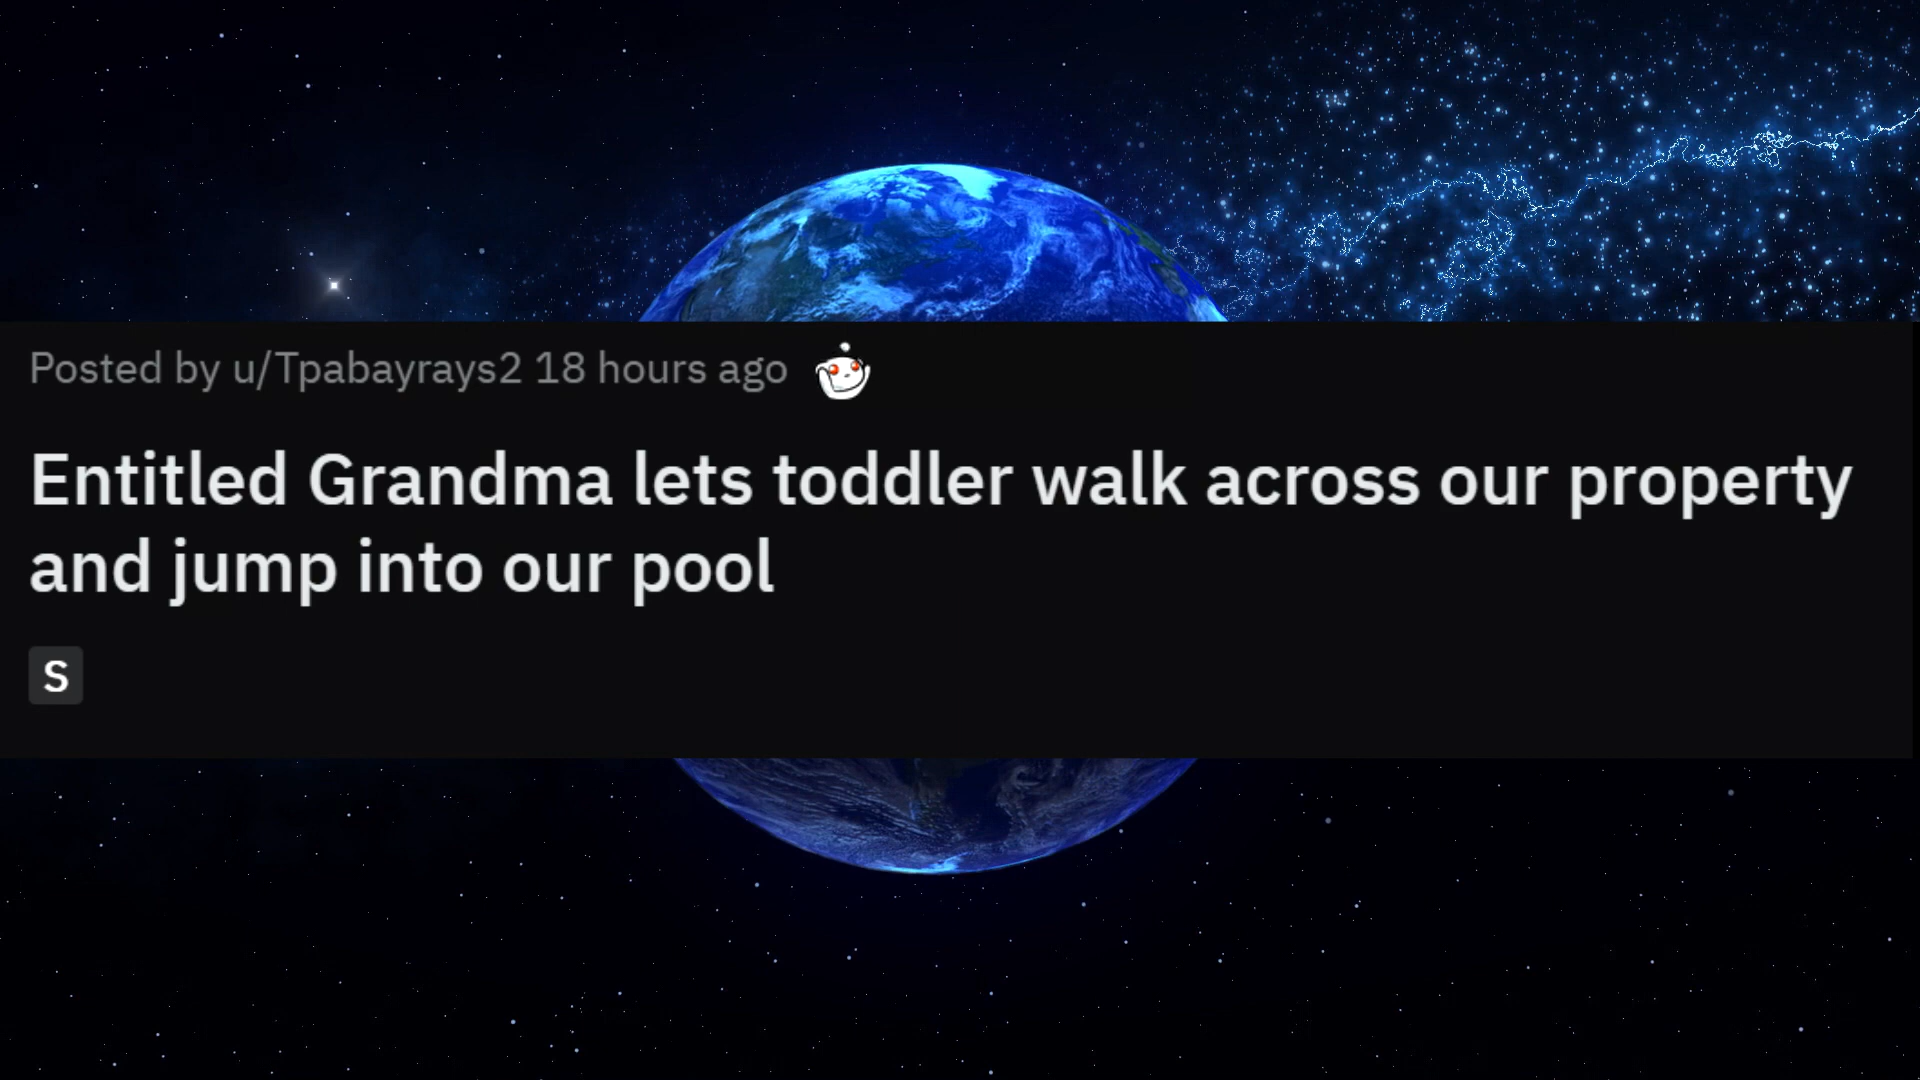 Posted by u/Tpabayrays2 18 hours ago
Entitled Grandma lets toddler walk across our property
and jump into our pool
S